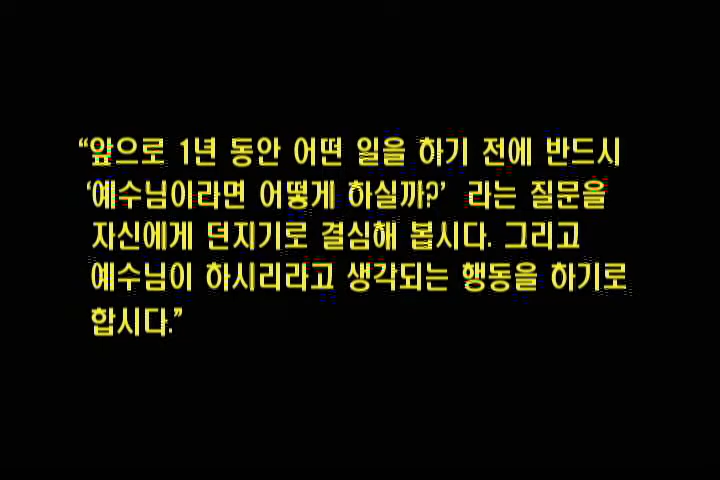 “앞으로 1년 동안 어떤 일을 하기 전에 반드시
‘예수님이라면 어떻게 하실까?’ 라는 질문을
자신에게 던지기로 결심해 봅시다. 그리고
예수님이 하시리라고 생각되는 행동을 하기로
합시다.”